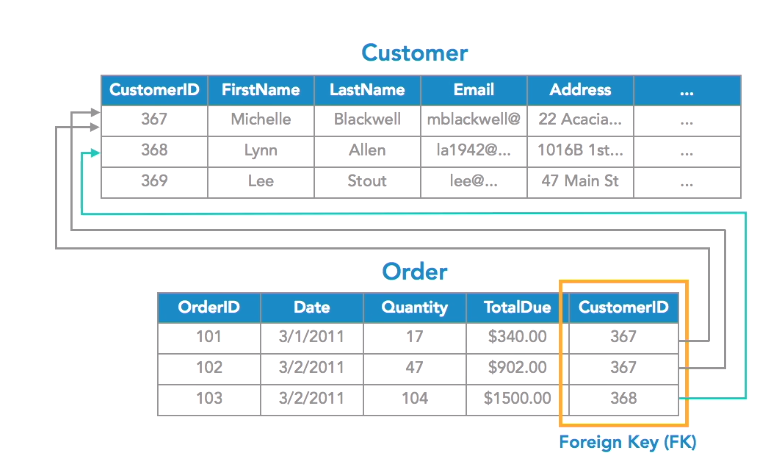 Customer
CustomerID FirstName LastName Email Address ...
367 Michelle Blackwell mblackwell@ 22 Acacia... ...
368 Lynn Allen la1942@... 1016B 1st... ...
369 Lee Stout lee@... 47 Main St ...
Order
OrderID Date Quantity TotalDue CustomerID
101 3/1/2011 17 $340.00 367
102 3/2/2011 47 $902.00 367
103 3/2/2011 104 $1500.00 368
Foreign Key (FK)